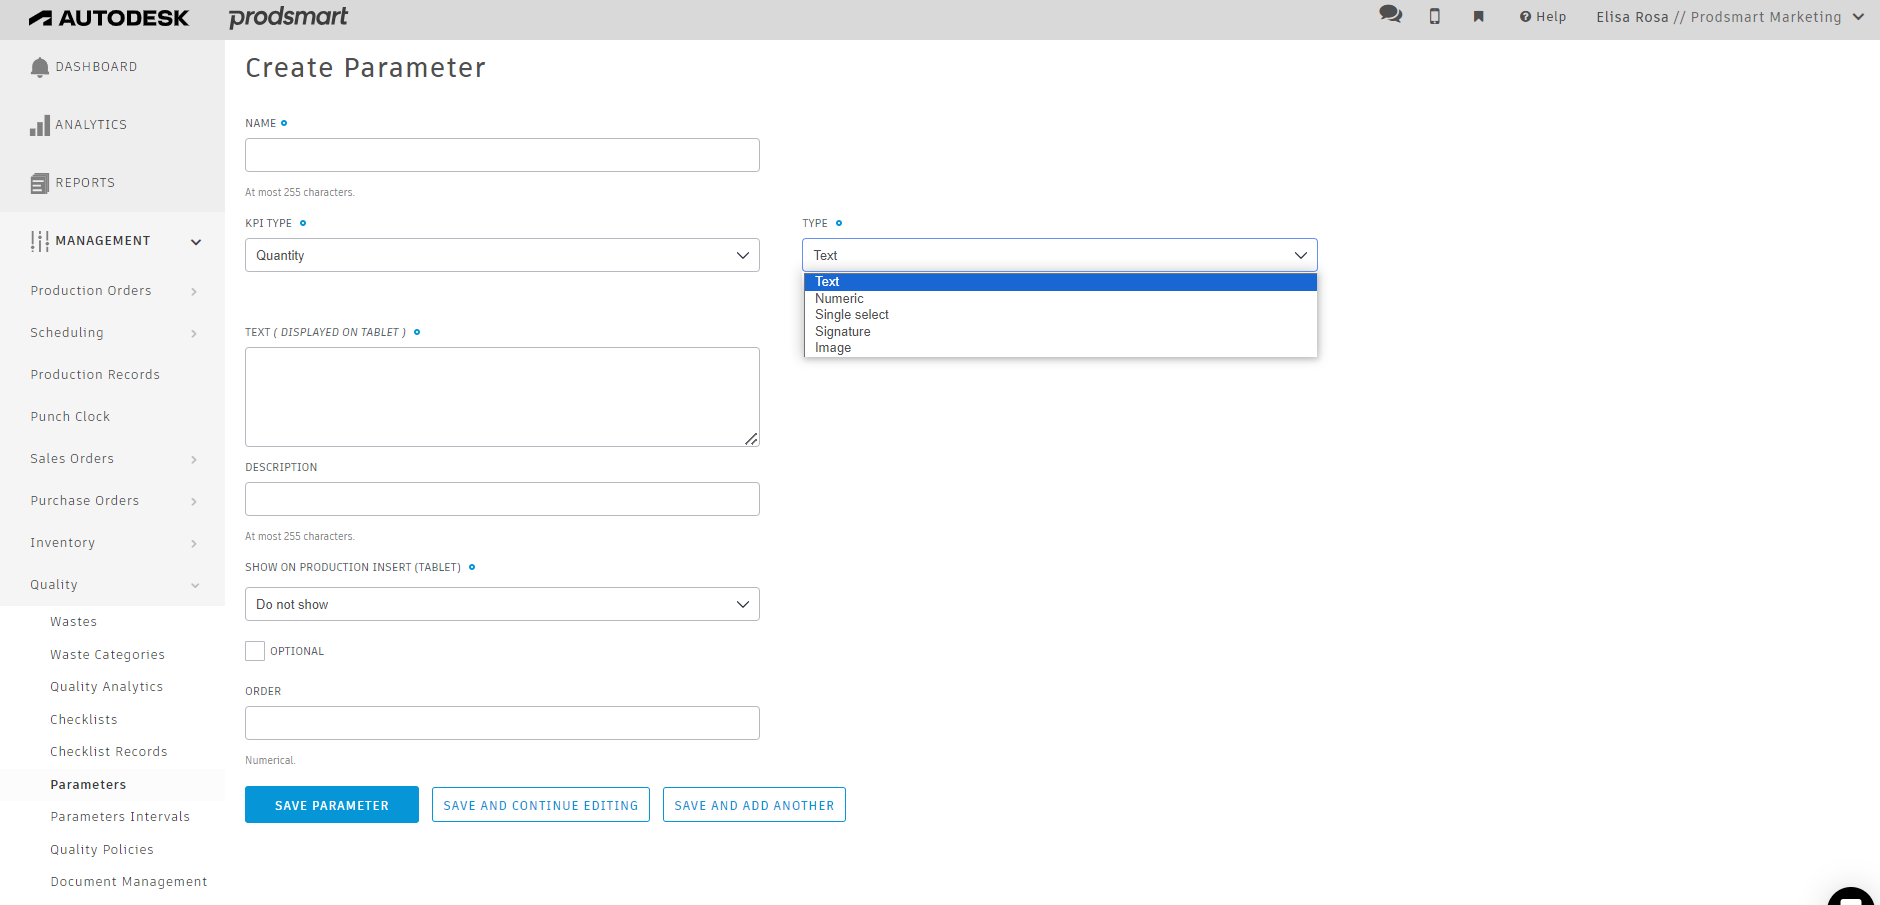 AUTODESK prodsmart
Help Elisa Rosa // Prodsmart Marketing
DASHBOARD
ANALYTICS
REPORTS
MANAGEMENT
Production Orders
Scheduling
Production Records
Punch Clock
Sales Orders
Purchase Orders
Inventory
Quality
Wastes
Waste Categories
Quality Analytics
Checklists
Checklist Records
Parameters
Parameters Intervals
Quality Policies
Document Management
Create Parameter
NAME
At most 255 characters.
KPI TYPE
Quantity
TYPE
Text
Text
Numeric
Single select
Signature
Image
TEXT ( DISPLAYED ON TABLET )
DESCRIPTION
At most 255 characters.
SHOW ON PRODUCTION INSERT (TABLET)
Do not show
OPTIONAL
ORDER
Numerical.
SAVE PARAMETER
SAVE AND CONTINUE EDITING
SAVE AND ADD ANOTHER